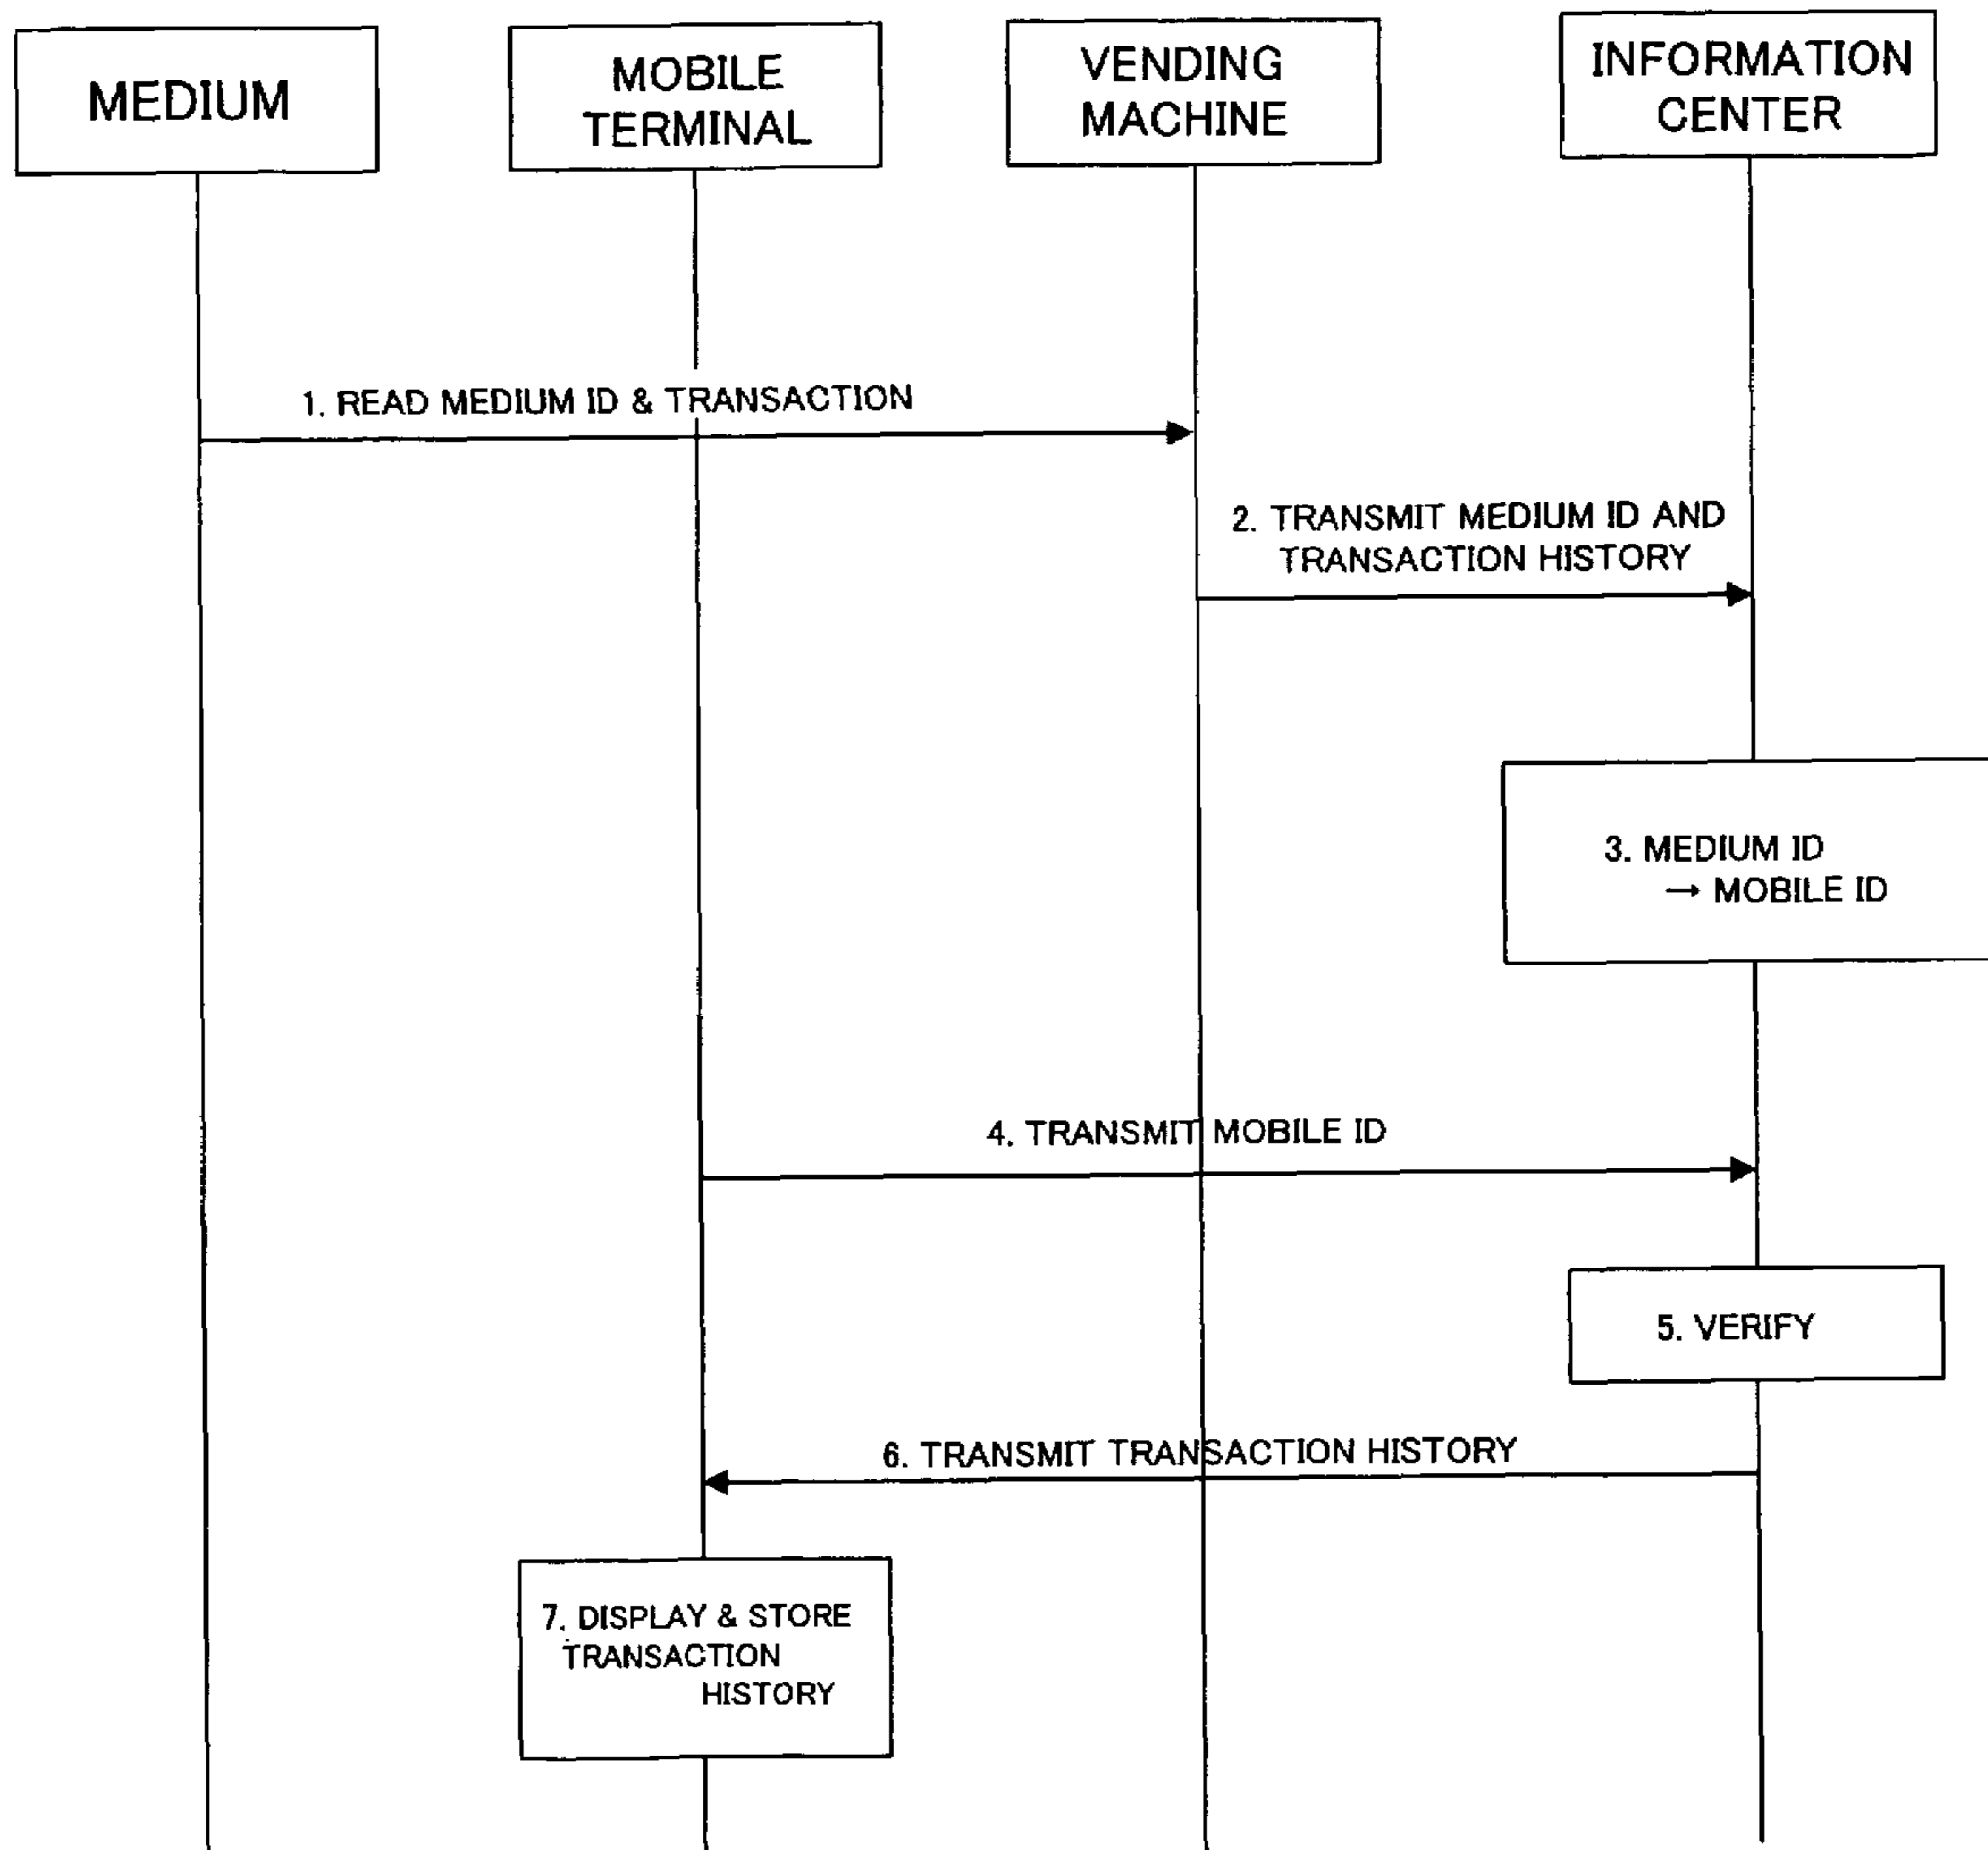 MEDIUM
MOBILE
TERMINAL
VENDING
MACHINE
INFORMATION
CENTER
1. READ MEDIUM ID & TRANSACTION
2. TRANSMIT MEDIUM ID AND
TRANSACTION HISTORY
3. MEDIUM ID
→ MOBILE ID
4. TRANSMIT MOBILE ID
5. VERIFY
6. TRANSMIT TRANSACTION HISTORY
7. DISPLAY & STORE
TRANSACTION
HISTORY